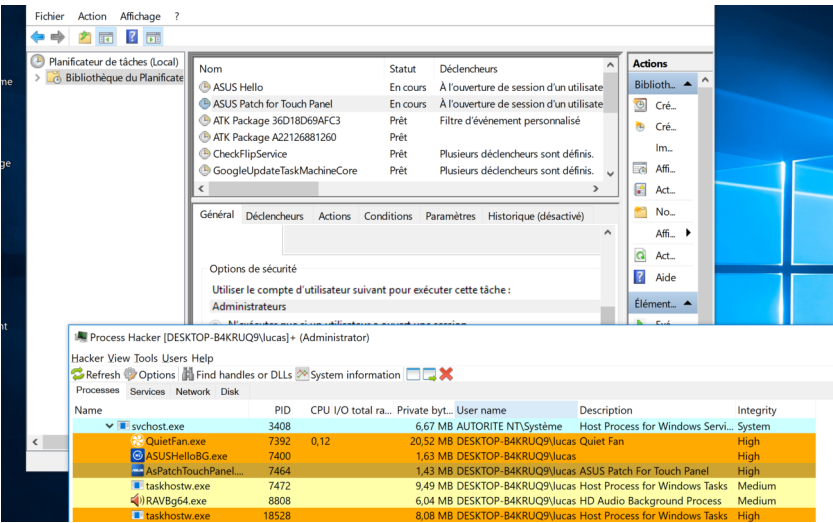 Fichier Action Affichage ?
Planificateur de tâches (Local)
Bibliothèque du Planificate
Nom Statut Déclencheurs
ASUS Hello En cours À l'ouverture de session d'un utilisate
ASUS Patch for Touch Panel En cours À l'ouverture de session d'un utilisate
ATK Package 36D18D69AFC3 Prêt Filtre d'événement personnalisé
ATK Package A22126881260 Prêt
CheckFlipService Prêt Plusieurs déclencheurs sont définis.
GoogleUpdateTaskMachineCore Prêt Plusieurs déclencheurs sont définis.
Général Déclencheurs Actions Conditions Paramètres Historique (désactivé)
Options de sécurité
Utiliser le compte d'utilisateur suivant pour exécuter cette tâche :
Administrateurs
Actions
Biblioth...
Cré...
Cré...
Im...
Affi...
Act...
No...
Affi...
Act...
Aide
Élément...
me
ge
nt
Process Hacker [DESKTOP-B4KRUQ9\lucas]+ (Administrator)
Hacker View Tools Users Help
Refresh Options Find handles or DLLs System information
Processes Services Network Disk
Name PID CPU I/O total ra... Private byt... User name Description Integrity
svchost.exe 3408 6,67 MB AUTORITE NT\Système Host Process for Windows Servi... System
QuietFan.exe 7392 0,12 20,52 MB DESKTOP-B4KRUQ9\lucas Quiet Fan High
ASUSHelloBG.exe 7400 1,63 MB DESKTOP-B4KRUQ9\lucas High
AsPatchTouchPanel.... 7464 1,43 MB DESKTOP-B4KRUQ9\lucas ASUS Patch For Touch Panel High
taskhostw.exe 7472 9,49 MB DESKTOP-B4KRUQ9\lucas Host Process for Windows Tasks Medium
RAVBg64.exe 8808 6,04 MB DESKTOP-B4KRUQ9\lucas HD Audio Background Process Medium
taskhostw.exe 18528 8,08 MB DESKTOP-B4KRUQ9\lucas Host Process for Windows Tasks High